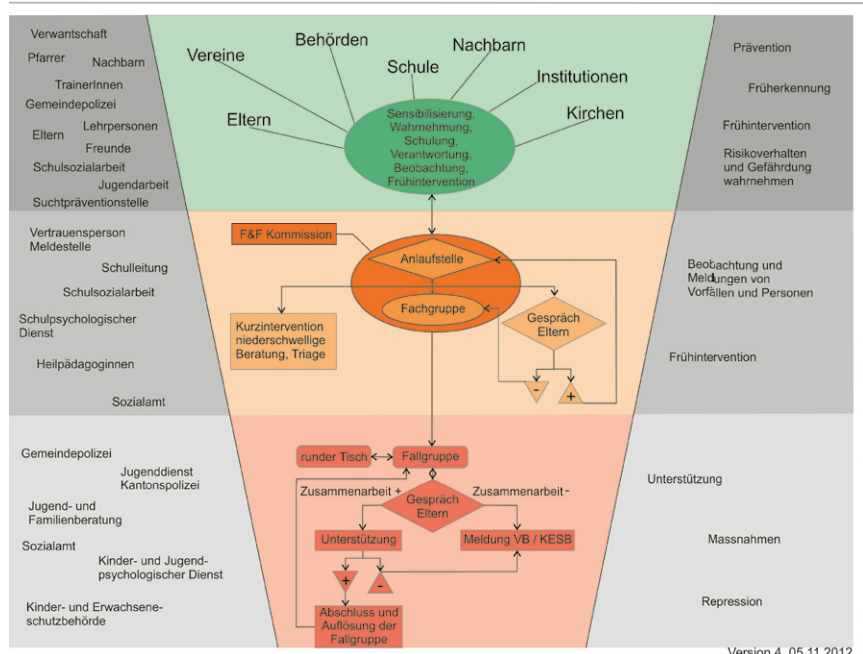 Verwantschaft
Pfarrer
Nachbarn
TrainerInnen
Gemeindepolizei
Eltern
Lehrpersonen
Freunde
Schulsozialarbeit
Jugendarbeit
Suchtpräventionstelle
Behörden
Vereine
Nachbarn
Schule
Institutionen
Eltern
Kirchen
Sensibilisierung,
Wahrnehmung,
Schulung,
Verantwortung,
Beobachtung,
Frühintervention
Prävention
Früherkennung
Frühintervention
Risikoverhalten
und Gefährdung
wahrnehmen
Vertrauensperson
Meldestelle
Schulleitung
Schulsozialarbeit
Schulpsychologischer
Dienst
Heilpädagoginnen
Sozialamt
F&F Kommission
Anlaufstelle
Fachgruppe
Kurzintervention
niederschwellige
Beratung, Triage
Gespräch
Eltern
-
+
Beobachtung und
Meldungen von
Vorfällen und Personen
Frühintervention
Gemeindepolizei
Jugenddienst
Kantonspolizei
Jugend- und
Familienberatung
Sozialamt
Kinder- und Jugend-
psychologischer Dienst
Kinder- und Erwachsene-
schutzbehörde
runder Tisch
Fallgruppe
Zusammenarbeit +
Zusammenarbeit -
Gespräch
Eltern
Unterstützung
Meldung VB / KESB
+
-
Abschluss und
Auflösung der
Fallgruppe
Unterstützung
Massnahmen
Repression
Version 4, 05.11.2012